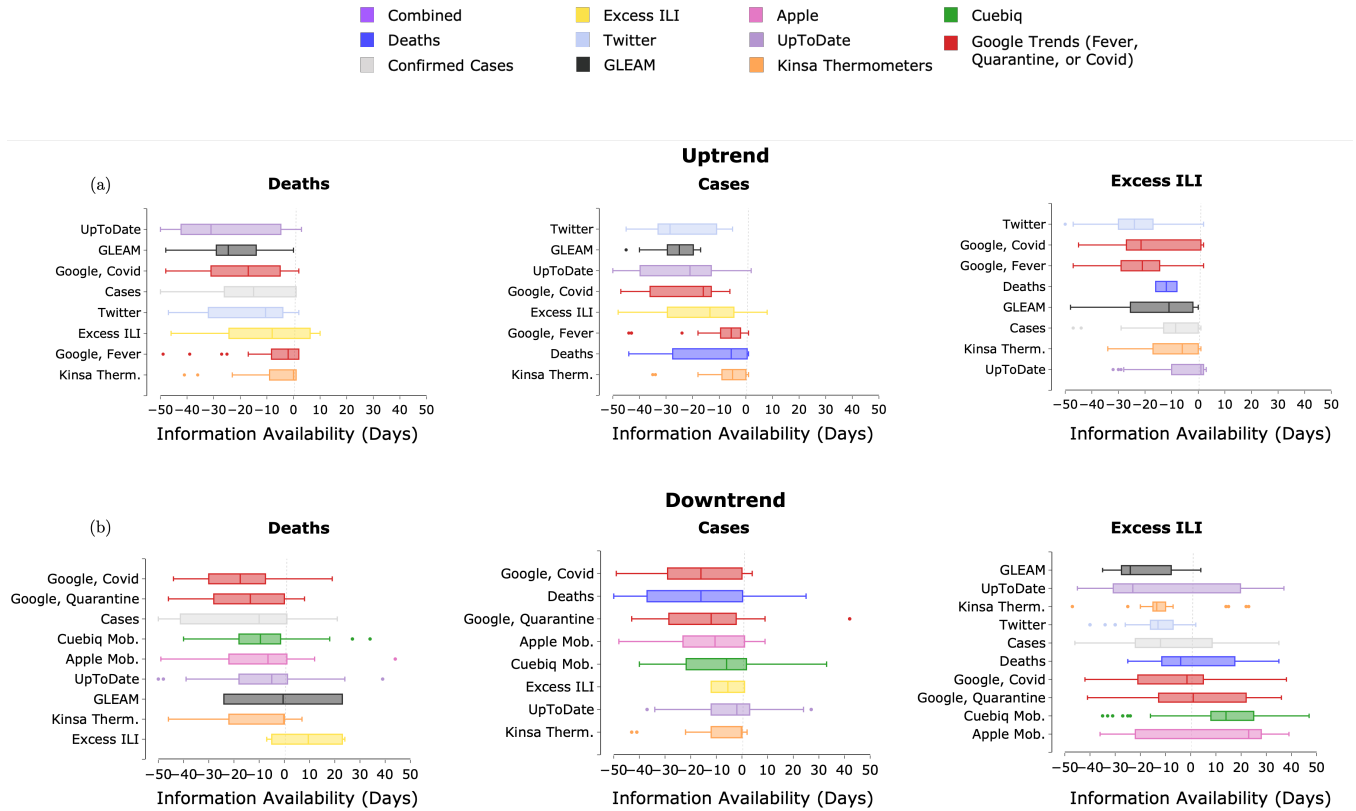 Combined
Deaths
Confirmed Cases
Excess ILI
Twitter
GLEAM
Apple
UpToDate
Kinsa Thermometers
Cuebiq
Google Trends (Fever,
Quarantine, or Covid)
Uptrend
(a)
Deaths
UpToDate
GLEAM
Google, Covid
Cases
Twitter
Excess ILI
Google, Fever
Kinsa Therm.
−50 −40 −30 −20 −10 0 10 20 30 40 50
Information Availability (Days)
Cases
Twitter
GLEAM
UpToDate
Google, Covid
Excess ILI
Google, Fever
Deaths
Kinsa Therm.
−50 −40 −30 −20 −10 0 10 20 30 40 50
Information Availability (Days)
Excess ILI
Twitter
Google, Covid
Google, Fever
Deaths
GLEAM
Cases
Kinsa Therm.
UpToDate
−50 −40 −30 −20 −10 0 10 20 30 40 50
Information Availability (Days)
Downtrend
(b)
Deaths
Google, Covid
Google, Quarantine
Cases
Cuebiq Mob.
Apple Mob.
UpToDate
GLEAM
Kinsa Therm.
Excess ILI
−50 −40 −30 −20 −10 0 10 20 30 40 50
Information Availability (Days)
Cases
Google, Covid
Deaths
Google, Quarantine
Apple Mob.
Cuebiq Mob.
Excess ILI
UpToDate
Kinsa Therm.
−50 −40 −30 −20 −10 0 10 20 30 40 50
Information Availability (Days)
Excess ILI
GLEAM
UpToDate
Kinsa Therm.
Twitter
Cases
Deaths
Google, Covid
Google, Quarantine
Cuebiq Mob.
Apple Mob.
−50 −40 −30 −20 −10 0 10 20 30 40 50
Information Availability (Days)